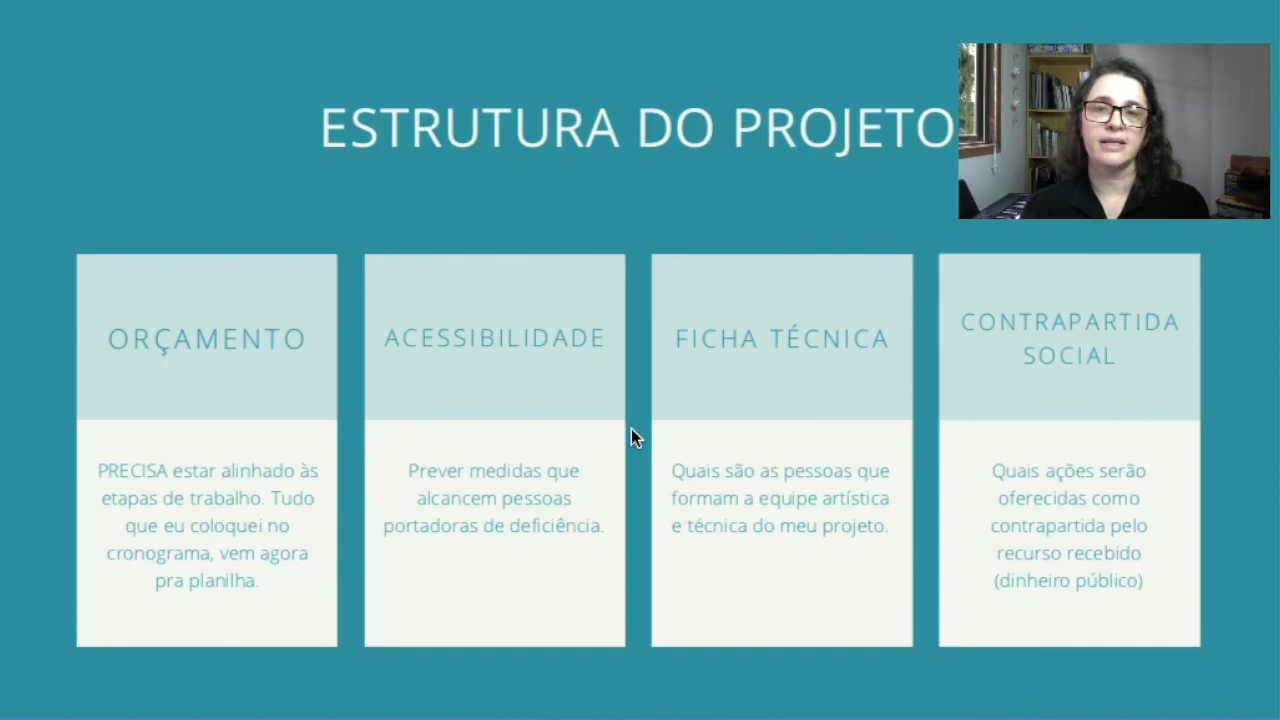 ESTRUTURA DO PROJETO
ORÇAMENTO
PRECISA estar alinhado às
etapas de trabalho. Tudo
que eu coloquei no
cronograma, vem agora
pra planilha.
ACESSIBILIDADE
Prever medidas que
alcancem pessoas
portadoras de deficiência.
FICHA TÉCNICA
Quais são as pessoas que
formam a equipe artística
e técnica do meu projeto.
CONTRAPARTIDA
SOCIAL
Quais ações serão
oferecidas como
contrapartida pelo
recurso recebido
(dinheiro público)